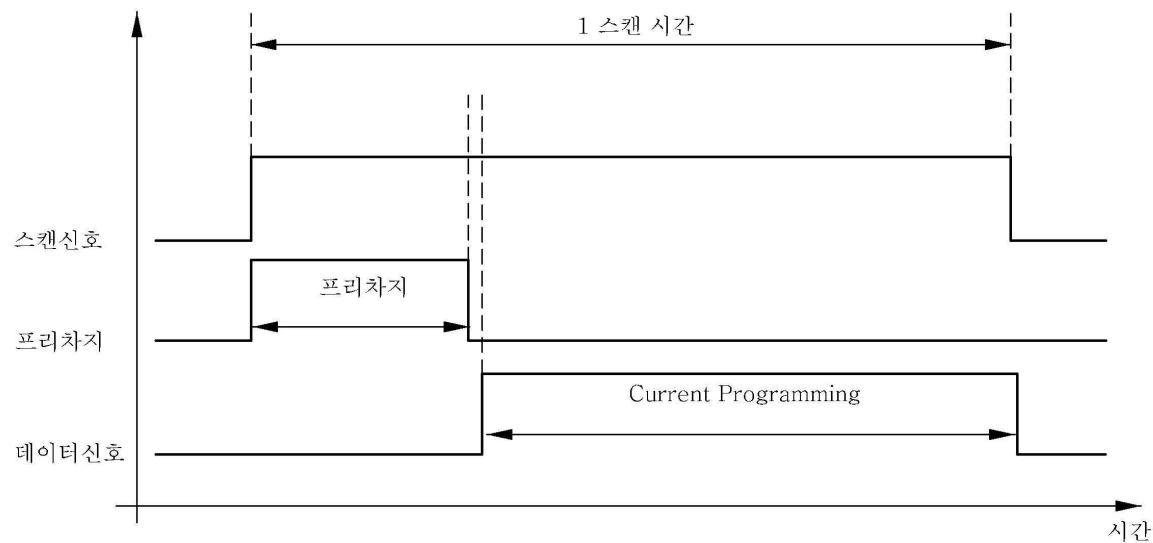 1 스캔 시간
스캔신호
프리차지
프리차지
Current Programming
데이터신호
시간